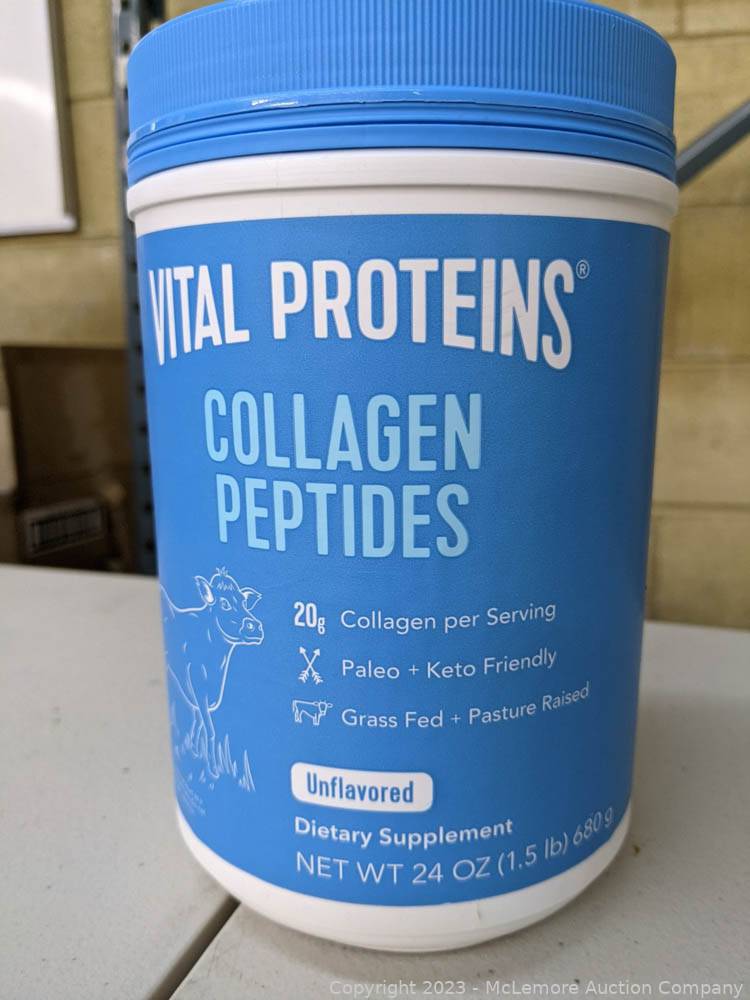 VITAL PROTEINS®
COLLAGEN
PEPTIDES
20g Collagen per Serving
Paleo + Keto Friendly
Grass Fed + Pasture Raised
Unflavored
Dietary Supplement
NET WT 24 OZ (1.5 lb) 680 g
Copyright 2023 - McLemore Auction Company